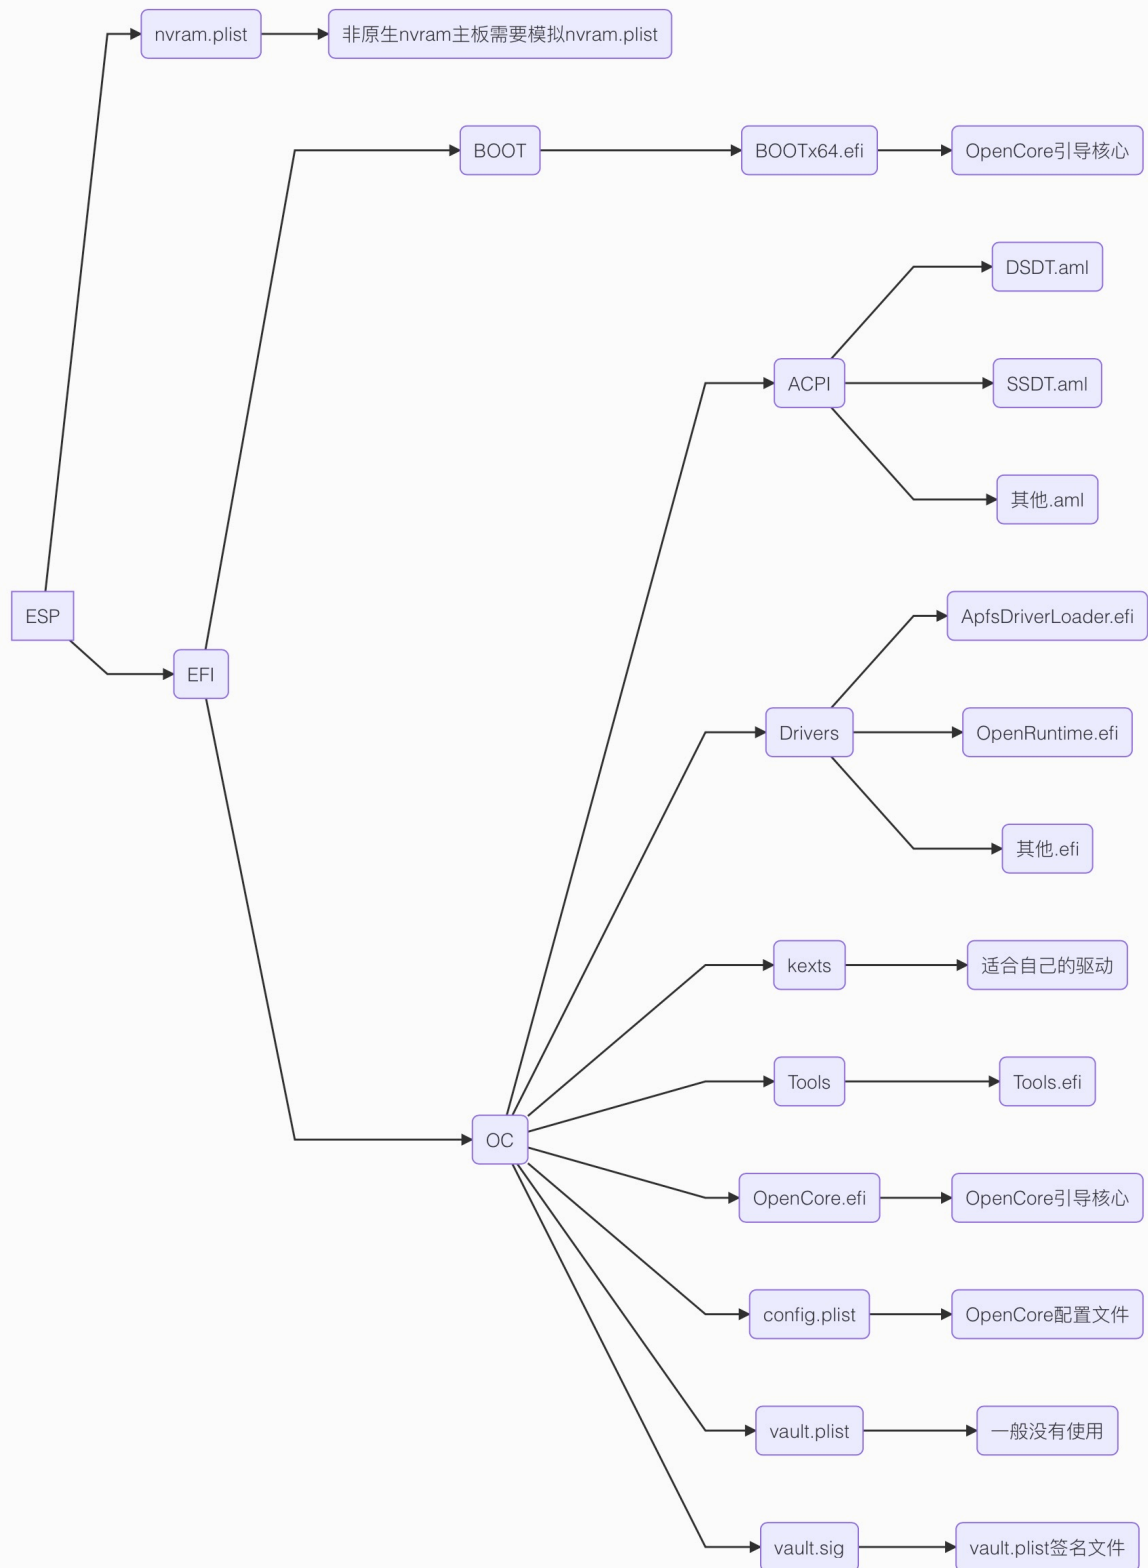 nvram.plist
非原生nvram主板需要模拟nvram.plist
BOOT
BOOTx64.efi
OpenCore引导核心
DSDT.aml
ACPI
SSDT.aml
其他.aml
ESP
ApfsDriverLoader.efi
EFI
Drivers
OpenRuntime.efi
其他.efi
kexts
适合自己的驱动
Tools
Tools.efi
OC
OpenCore.efi
OpenCore引导核心
config.plist
OpenCore配置文件
vault.plist
一般没有使用
vault.sig
vault.plist签名文件